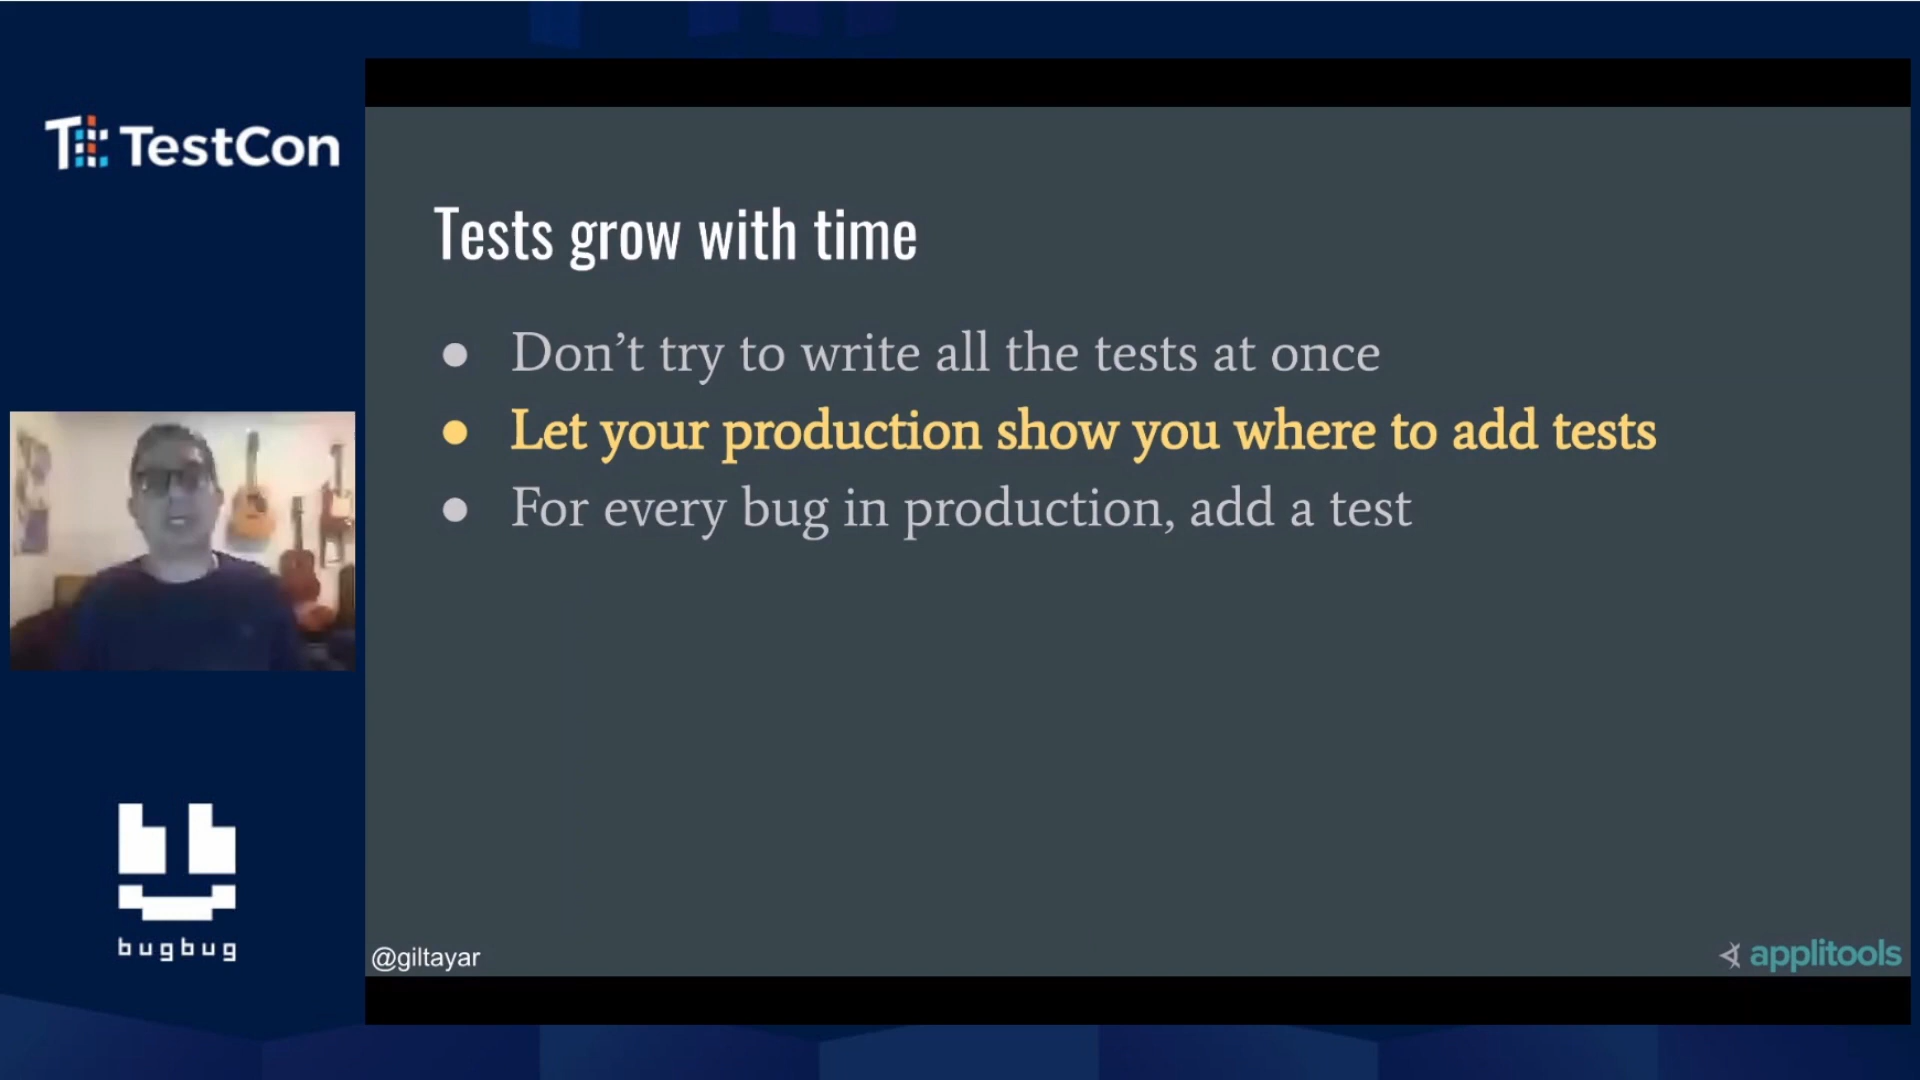 TestCon
Tests grow with time
● Don’t try to write all the tests at once
● Let your production show you where to add tests
● For every bug in production, add a test
bugbug
@giltayar
applitools